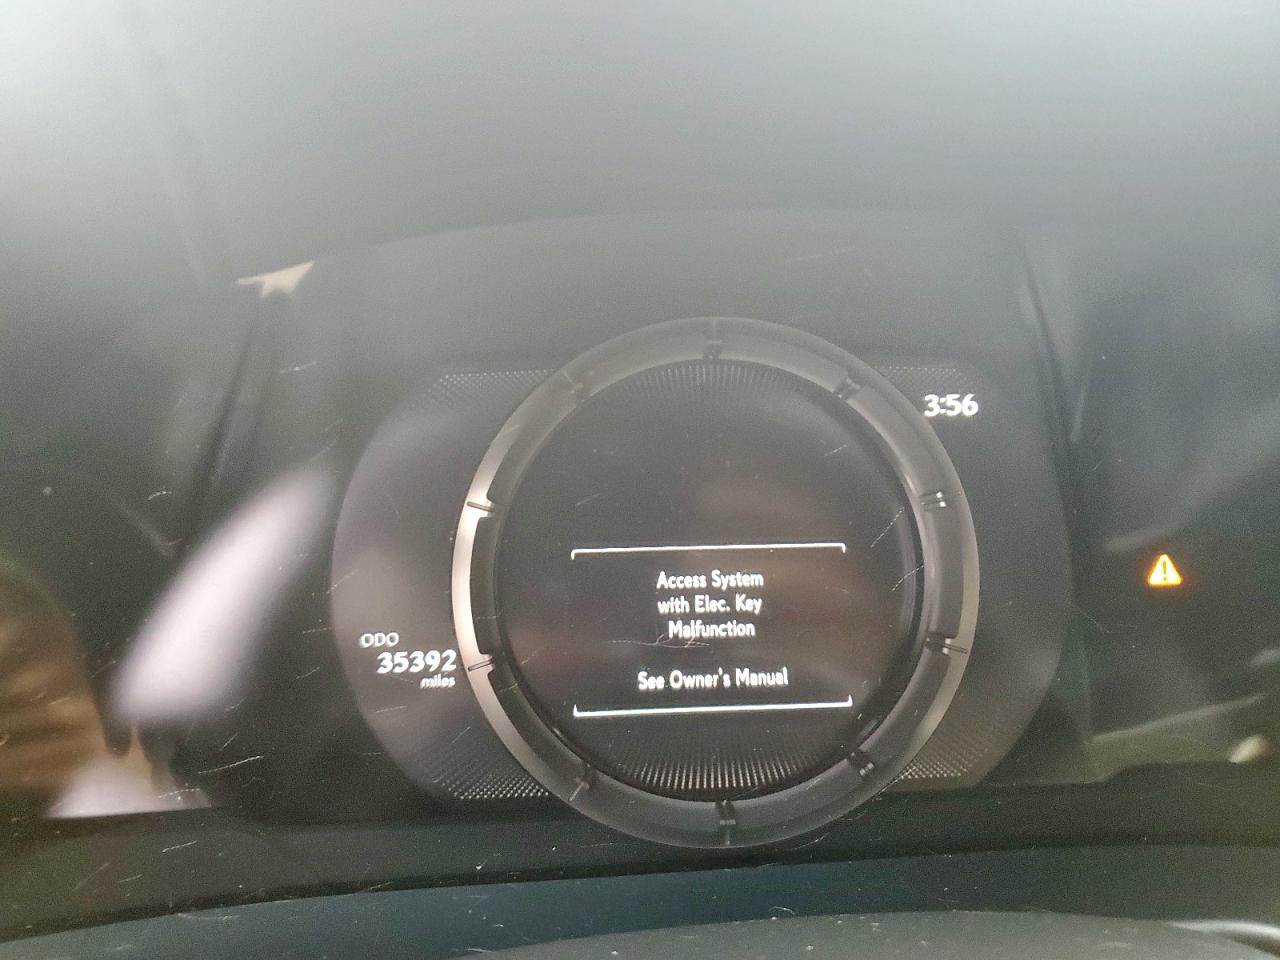 3:56
Access System
with Elec. Key
Malfunction
See Owner's Manual
ODO
35392
miles